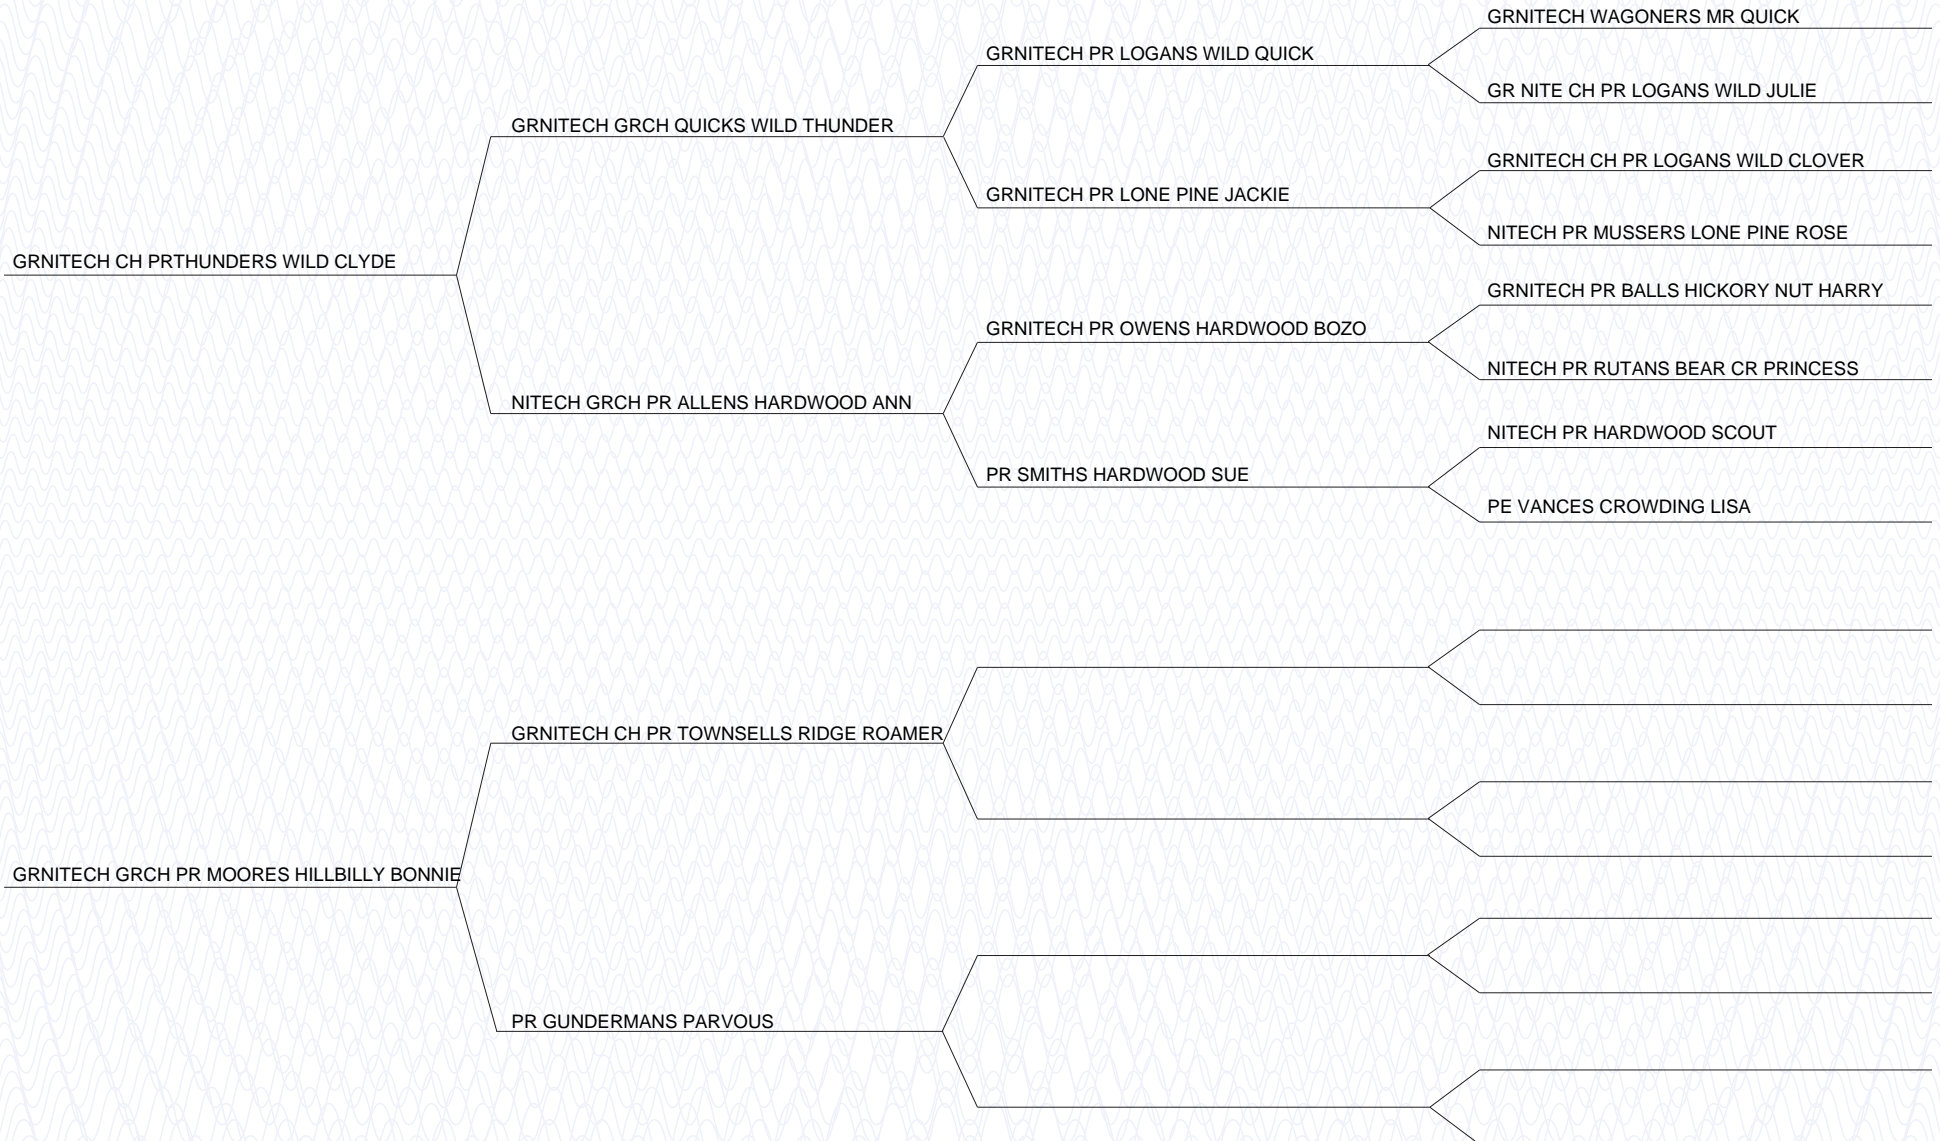 GRNITECH WAGONERS MR QUICK
GRNITECH PR LOGANS WILD QUICK
GR NITE CH PR LOGANS WILD JULIE
GRNITECH GRCH QUICKS WILD THUNDER
GRNITECH CH PR LOGANS WILD CLOVER
GRNITECH PR LONE PINE JACKIE
NITECH PR MUSSERS LONE PINE ROSE
GRNITECH CH PRTHUNDERS WILD CLYDE
GRNITECH PR BALLS HICKORY NUT HARRY
GRNITECH PR OWENS HARDWOOD BOZO
NITECH PR RUTANS BEAR CR PRINCESS
NITECH GRCH PR ALLENS HARDWOOD ANN
NITECH PR HARDWOOD SCOUT
PR SMITHS HARDWOOD SUE
PE VANCES CROWDING LISA
GRNITECH CH PR TOWNSELLS RIDGE ROAMER
GRNITECH GRCH PR MOORES HILLBILLY BONNIE
PR GUNDERMANS PARVOUS